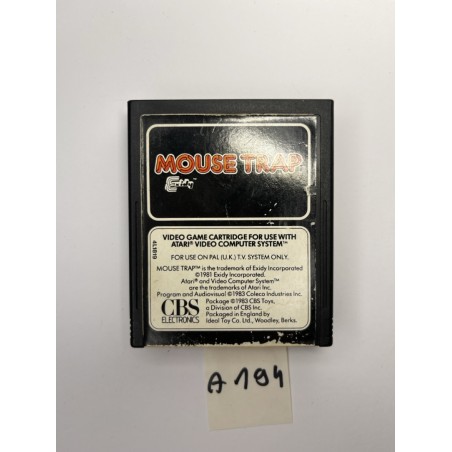 MOUSE TRAP
Exidy™
VIDEO GAME CARTRIDGE FOR USE WITH
ATARI® VIDEO COMPUTER SYSTEM™
FOR USE ON PAL (U.K.) T.V. SYSTEM ONLY.
MOUSE TRAP™ is the trademark of Exidy Incorporated
©1981 Exidy Incorporated.
Atari® and Video Computer System™
are the trademarks of Atari Inc.
Program and Audiovisual ©1983 Coleco Industries Inc.
CBS
ELECTRONICS
Package ©1983 CBS Toys,
a Division of CBS Inc.
Packaged in England by
Ideal Toy Co. Ltd., Woodley, Berks.
4L1819
A194